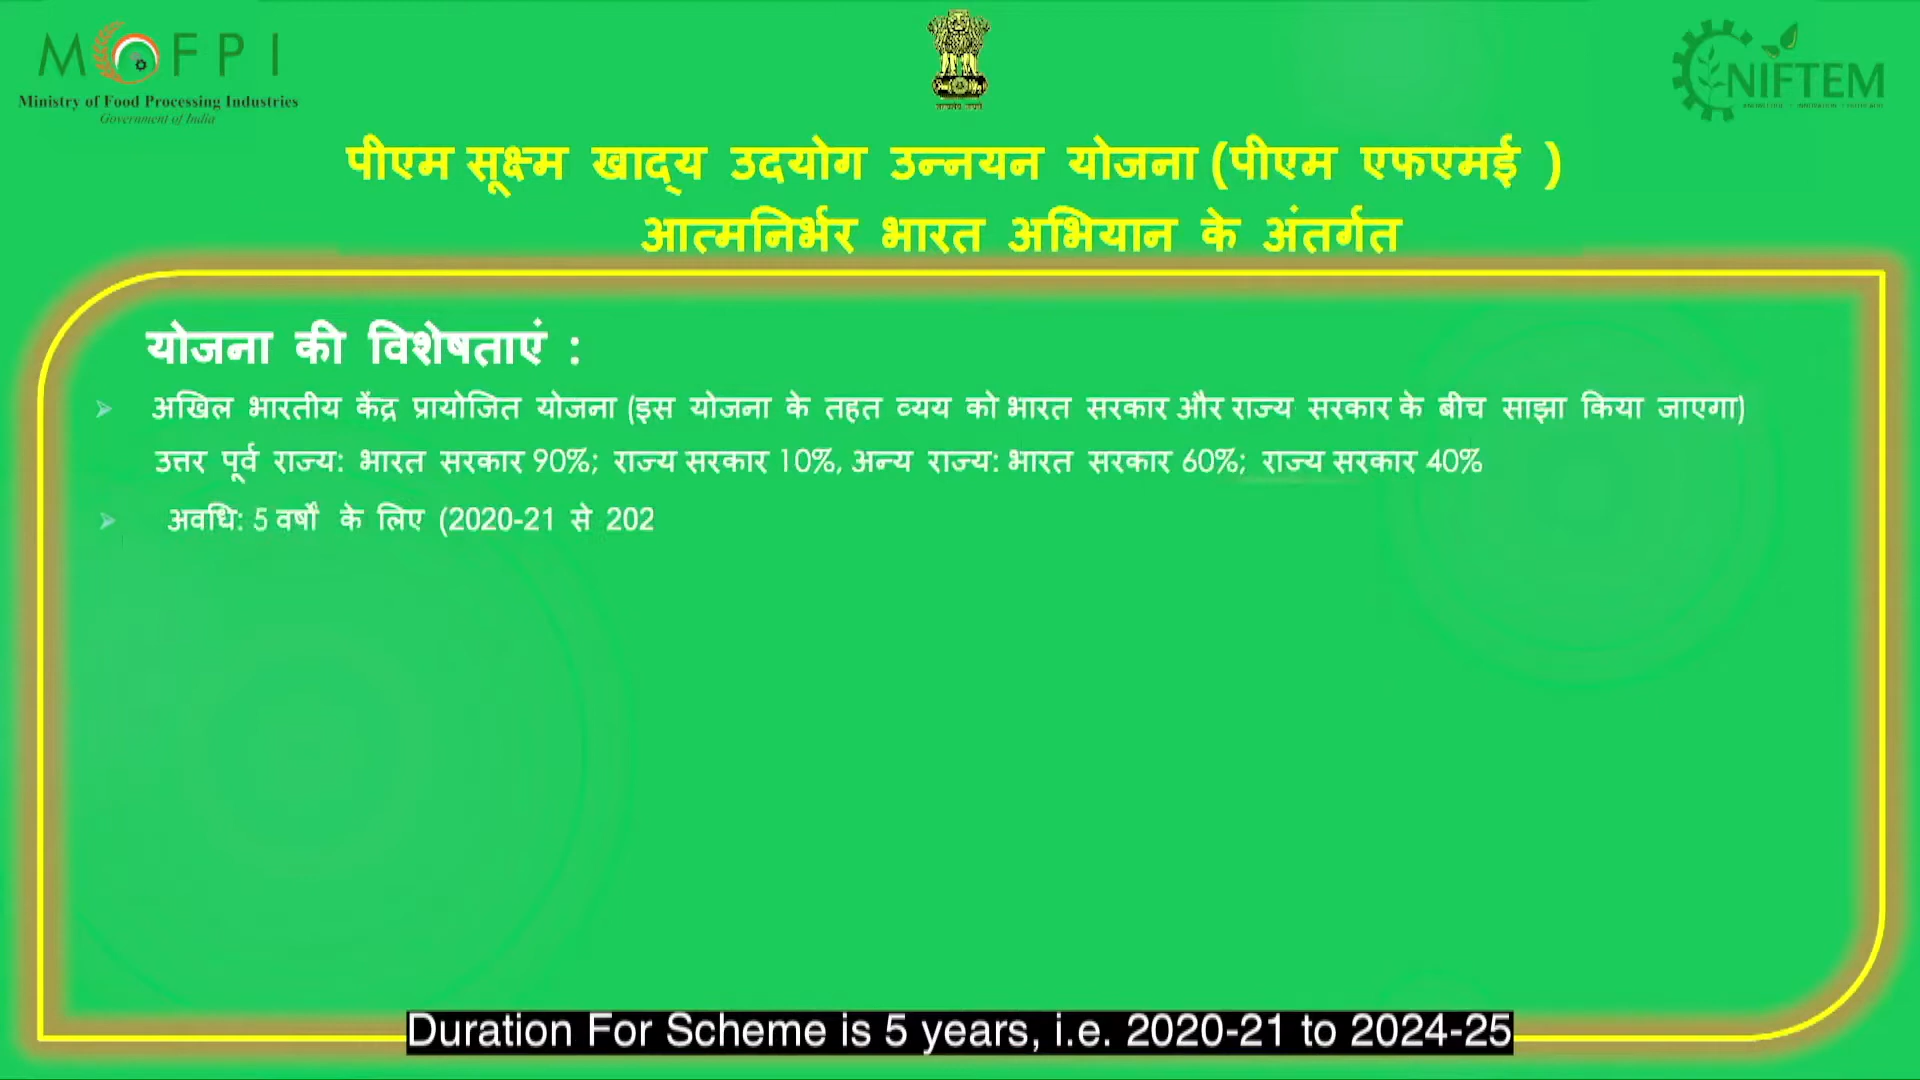 MOFPI
Ministry of Food Processing Industries
Government of India
NIFTEM
पीएम सूक्ष्म खाद्य उदयोग उन्नयन योजना (पीएम एफएमई )
आत्मनिर्भर भारत अभियान के अंतर्गत
योजना की विशेषताएं :
➢ अखिल भारतीय केंद्र प्रायोजित योजना (इस योजना के तहत व्यय को भारत सरकार और राज्य सरकार के बीच साझा किया जाएगा)
उत्तर पूर्व राज्य: भारत सरकार 90%; राज्य सरकार 10%, अन्य राज्य: भारत सरकार 60%; राज्य सरकार 40%
➢ अवधि: 5 वर्षों के लिए (2020-21 से 202
Duration For Scheme is 5 years, i.e. 2020-21 to 2024-25